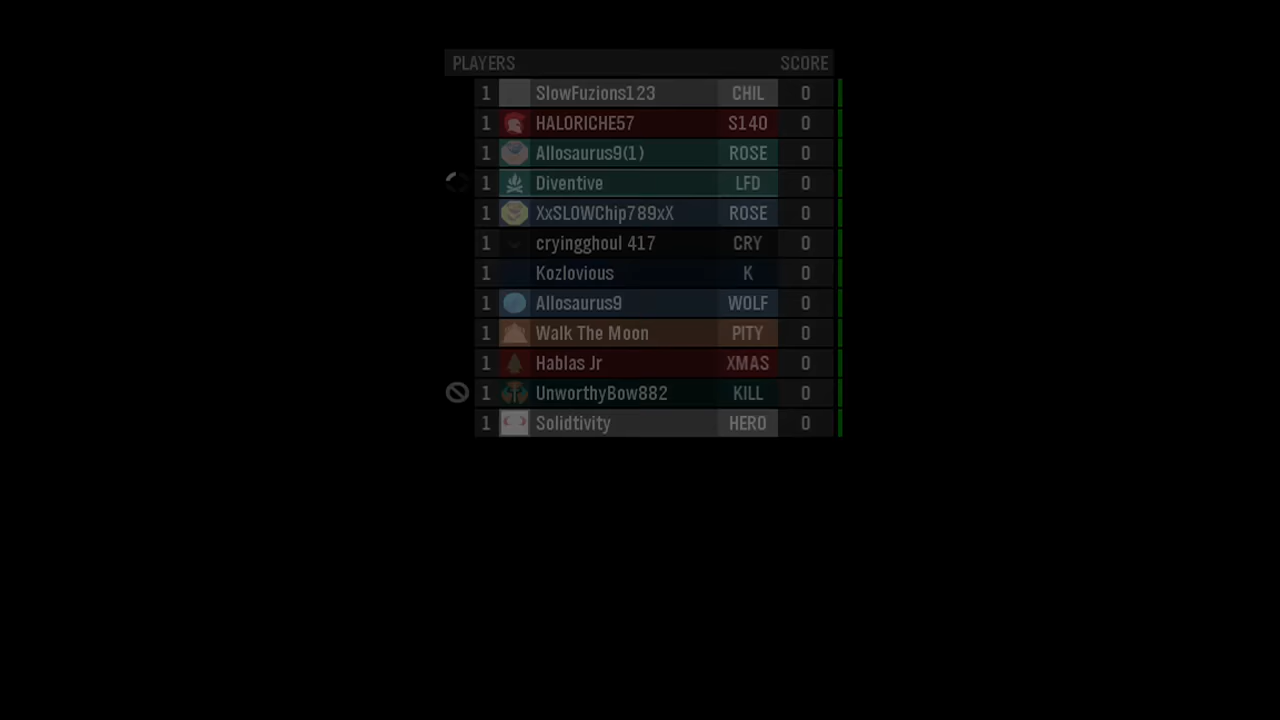 PLAYERS SCORE
1 SlowFuzions123 CHIL 0
1 HALORICHE57 S140 0
1 Allosaurus9(1) ROSE 0
1 Diventive LFD 0
1 XxSLOWChip789xX ROSE 0
1 cryingghoul 417 CRY 0
1 Kozlovious K 0
1 Allosaurus9 WOLF 0
1 Walk The Moon PITY 0
1 Hablas Jr XMAS 0
1 UnworthyBow882 KILL 0
1 Solidtivity HERO 0